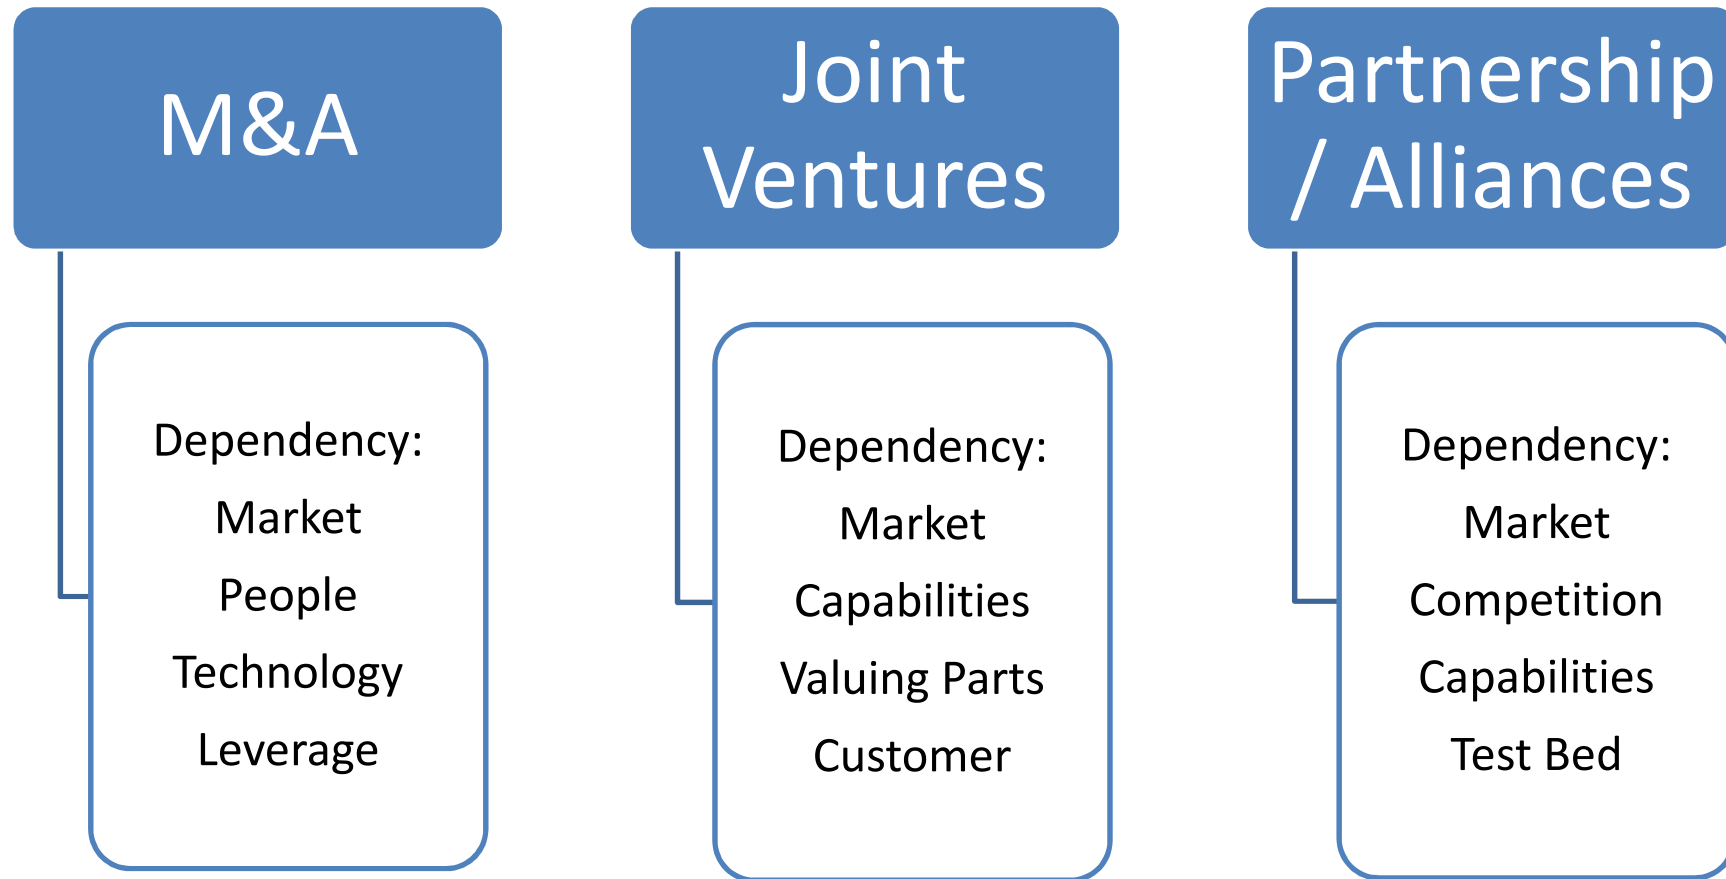 M&A
Dependency:
Market
People
Technology
Leverage
Joint
Ventures
Dependency:
Market
Capabilities
Valuing Parts
Customer
Partnership
/ Alliances
Dependency:
Market
Competition
Capabilities
Test Bed